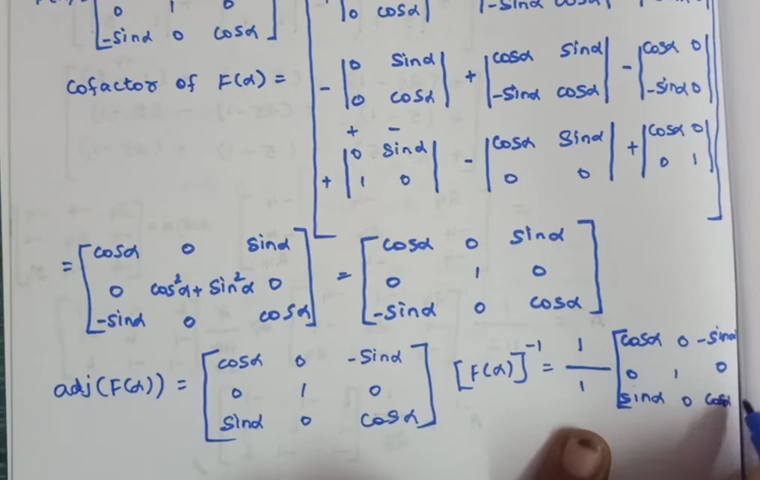 0 1 0
-sinα 0 cosα
0 cosα -sinα cosα
cofactor of F(α) =
- |0 sinα| + |cosα sinα| - |cosα 0|
|0 cosα| |-sinα cosα| |-sinα 0|
+ -
+ |0 sinα| - |cosα sinα| + |cosα 0|
|1 0| |0 0| |0 1|
= [cosα 0 sinα] = [cosα 0 sinα]
[0 cos²α + sin²α 0] [0 1 0]
[-sinα 0 cosα] [-sinα 0 cosα]
adj(F(α)) = [cosα 0 -sinα] [F(α)]⁻¹ = 1/1 [cosα 0 -sinα]
[0 1 0] [0 1 0]
[sinα 0 cosα] [sinα 0 cosα]